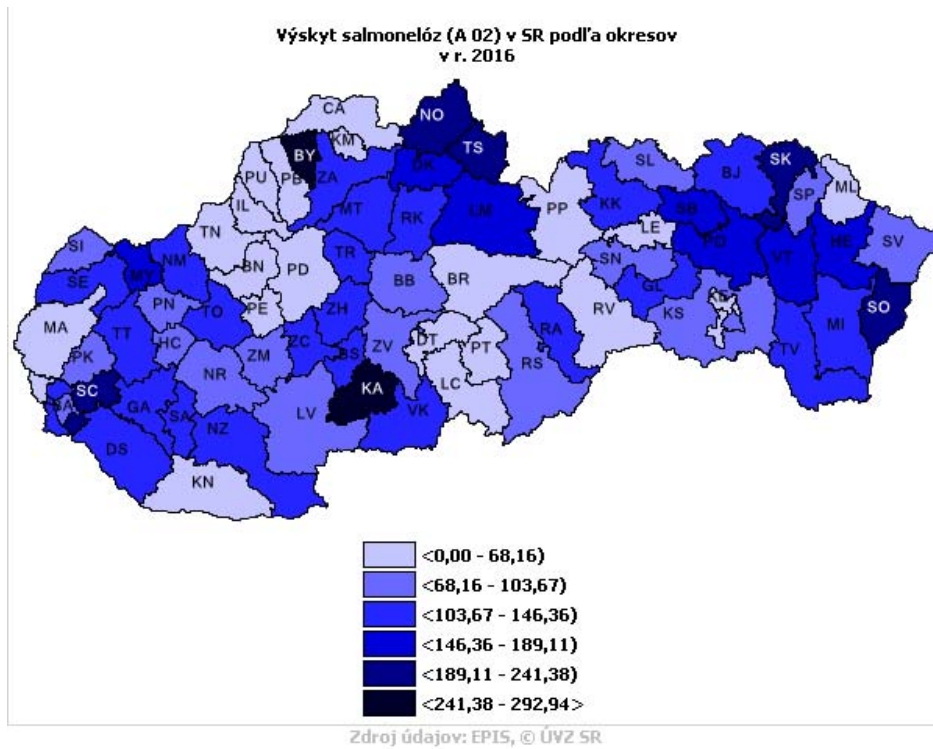 Výskyt salmonelóz (A 02) v SR podľa okresov
v r. 2016
CA
NO
KM
BY
TS
PU
PB
ZA
DK
SL
BJ
SK
SP
ML
IL
MT
RK
LM
PP
KK
SB
LE
PO
VT
HE
SV
TN
SI
MY
NM
BN
PD
TR
BB
BR
SN
GL
SE
PN
TO
PE
ZH
RV
KS
KE
SO
MA
TT
HC
ZM
ZC
BS
ZV
DT
PT
RA
RS
MI
TV
PK
NR
KA
LC
SC
BA
GA
SA
LV
VK
NZ
DS
KN
<0,00 - 68,16)
<68,16 - 103,67)
<103,67 - 146,36)
<146,36 - 189,11)
<189,11 - 241,38)
<241,38 - 292,94>
Zdroj údajov: EPIS, © ÚVZ SR